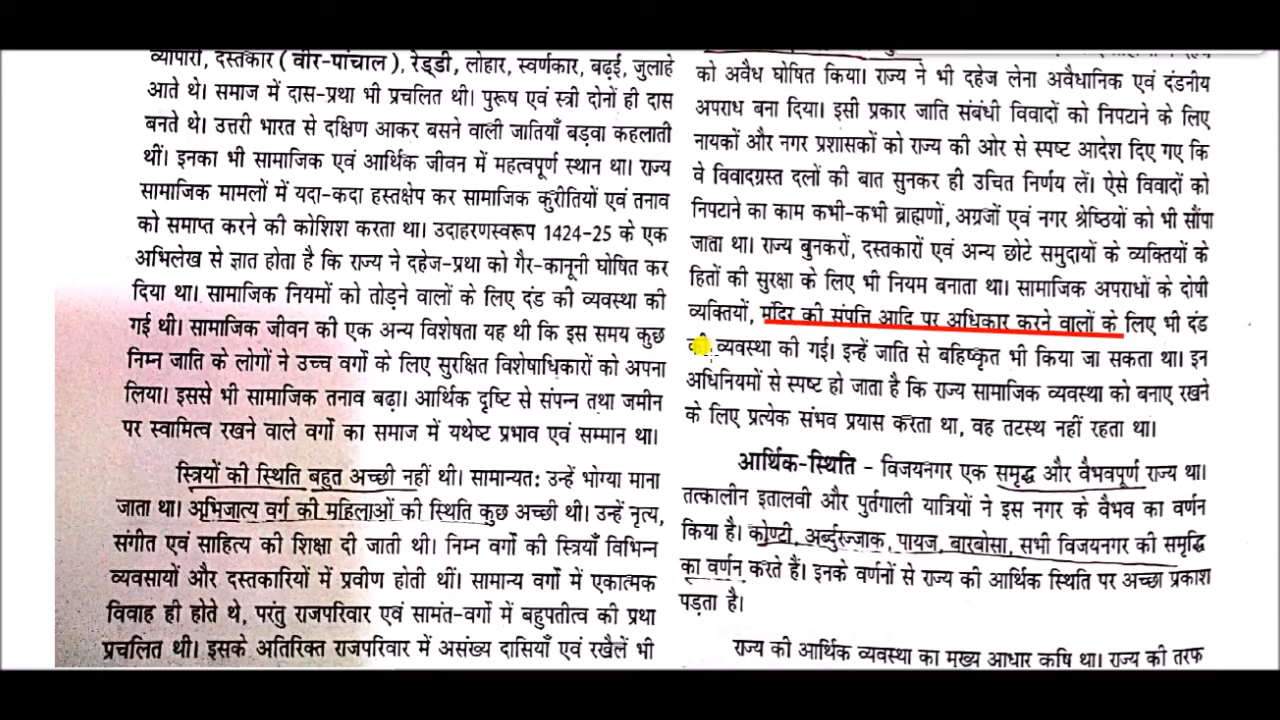 व्यापारी, दस्तकार (वीर-पांचाल), रेड्डी, लोहार, स्वर्णकार, बढ़ई, जुलाहे
आते थे। समाज में दास-प्रथा भी प्रचलित थी। पुरूष एवं स्त्री दोनों ही दास
बनते थे। उत्तरी भारत से दक्षिण आकर बसने वाली जातियाँ बड़वा कहलाती
थीं। इनका भी सामाजिक एवं आर्थिक जीवन में महत्वपूर्ण स्थान था। राज्य
सामाजिक मामलों में यदा-कदा हस्तक्षेप कर सामाजिक कुरीतियों एवं तनाव
को समाप्त करने की कोशिश करता था। उदाहरणस्वरूप 1424-25 के एक
अभिलेख से ज्ञात होता है कि राज्य ने दहेज-प्रथा को गैर-कानूनी घोषित कर
दिया था। सामाजिक नियमों को तोड़ने वालों के लिए दंड की व्यवस्था की
गई थी। सामाजिक जीवन की एक अन्य विशेषता यह थी कि इस समय कुछ
निम्न जाति के लोगों ने उच्च वर्गो के लिए सुरक्षित विशेषाधिकारों को अपना
लिया। इससे भी सामाजिक तनाव बढ़ा। आर्थिक दृष्टि से संपन्न तथा जमीन
पर स्वामित्व रखने वाले वर्गो का समाज में यथेष्ट प्रभाव एवं सम्मान था।
स्त्रियों की स्थिति बहुत अच्छी नहीं थी। सामान्यतः उन्हें भोग्या माना
जाता था। अभिजात्य वर्ग की महिलाओं की स्थिति कुछ अच्छी थी। उन्हें नृत्य,
संगीत एवं साहित्य की शिक्षा दी जाती थी। निम्न वर्गो की स्त्रियाँ विभिन्न
व्यवसायों और दस्तकारियों में प्रवीण होती थीं। सामान्य वर्गो में एकात्मक
विवाह ही होते थे, परंतु राजपरिवार एवं सामंत-वर्गो में बहुपतीत्व की प्रथा
प्रचलित थी। इसके अतिरिक्त राजपरिवार में असंख्य दासियाँ एवं रखैलें भी
को अवैध घोषित किया। राज्य ने भी दहेज लेना अवैधानिक एवं दंडनीय
अपराध बना दिया। इसी प्रकार जाति संबंधी विवादों को निपटाने के लिए
नायकों और नगर प्रशासकों को राज्य की ओर से स्पष्ट आदेश दिए गए कि
वे विवादग्रस्त दलों की बात सुनकर ही उचित निर्णय लें। ऐसे विवादों को
निपटाने का काम कभी-कभी ब्राह्मणों, अग्रजों एवं नगर श्रेष्ठियों को भी सौंपा
जाता था। राज्य बुनकरों, दस्तकारों एवं अन्य छोटे समुदायों के व्यक्तियों के
हितों की सुरक्षा के लिए भी नियम बनाता था। सामाजिक अपराधों के दोषी
व्यक्तियों, मंदिर की संपत्ति आदि पर अधिकार करने वालों के लिए भी दंड
की व्यवस्था की गई। इन्हें जाति से बहिष्कृत भी किया जा सकता था। इन
अधिनियमों से स्पष्ट हो जाता है कि राज्य सामाजिक व्यवस्था को बनाए रखने
के लिए प्रत्येक संभव प्रयास करता था, वह तटस्थ नहीं रहता था।
आर्थिक-स्थिति - विजयनगर एक समृद्ध और वैभवपूर्ण राज्य था।
तत्कालीन इतालवी और पुर्तगाली यात्रियों ने इस नगर के वैभव का वर्णन
किया है। कोण्टी, अर्ब्दुरज्जाक, पायज, बारबोसा, सभी विजयनगर की समृद्धि
का वर्णन करते हैं। इनके वर्णनों से राज्य की आर्थिक स्थिति पर अच्छा प्रकाश
पड़ता है।
राज्य की आर्थिक व्यवस्था का मुख्य आधार कृषि था। राज्य की तरफ